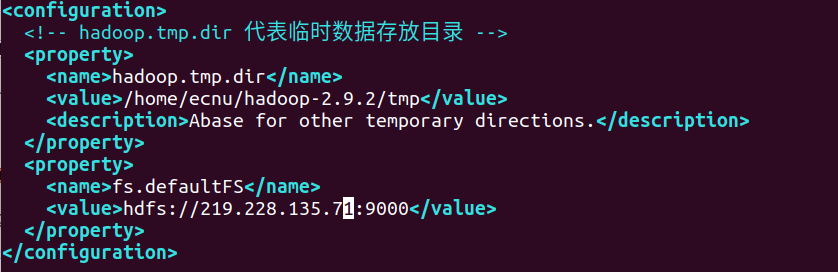 <configuration>
<!-- hadoop.tmp.dir 代表临时数据存放目录 -->
<property>
<name>hadoop.tmp.dir</name>
<value>/home/ecnu/hadoop-2.9.2/tmp</value>
<description>Abase for other temporary directions.</description>
</property>
<property>
<name>fs.defaultFS</name>
<value>hdfs://219.228.135.71:9000</value>
</property>
</configuration>